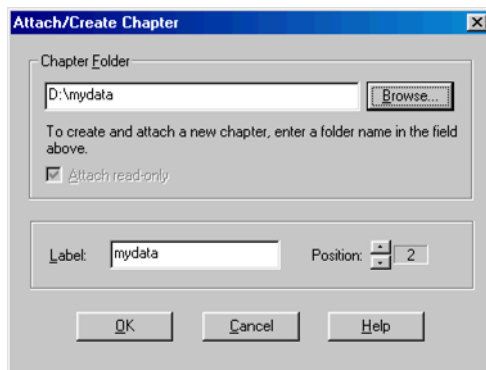 Attach/Create Chapter
Chapter Folder
D:\mydata
Browse...
To create and attach a new chapter, enter a folder name in the field
above.
Attach read-only
Label: mydata Position: 2
OK Cancel Help